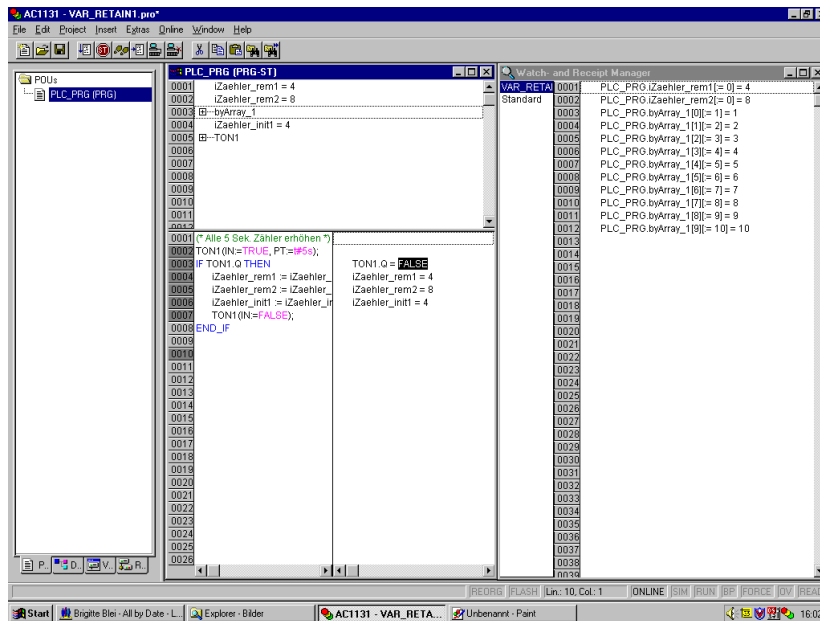 AC1131 - VAR_RETAIN1.pro*
File Edit Project Insert Extras Online Window Help
POUs
PLC_PRG (PRG)
P.. D.. V.. R..
PLC_PRG (PRG-ST)
0001 iZaehler_rem1 = 4
0002 iZaehler_rem2 = 8
0003 byArray_1
0004 iZaehler_init1 = 4
0005 TON1
0006
0007
0008
0009
0010
0011
0012
0001 (* Alle 5 Sek. Zähler erhöhen *)
0002 TON1(IN:=TRUE, PT:=t#5s);
0003 IF TON1.Q THEN TON1.Q = FALSE
0004 iZaehler_rem1 := iZaehler_ iZaehler_rem1 = 4
0005 iZaehler_rem2 := iZaehler_ iZaehler_rem2 = 8
0006 iZaehler_init1 := iZaehler_ir iZaehler_init1 = 4
0007 TON1(IN:=FALSE);
0008 END_IF
0009
0010
0011
0012
0013
0014
0015
0016
0017
0018
0019
0020
0021
0022
0023
0024
0025
0026
Watch- and Receipt Manager
VAR_RETAI
Standard
0001 PLC_PRG.iZaehler_rem1[:= 0] = 4
0002 PLC_PRG.iZaehler_rem2[:= 0] = 8
0003 PLC_PRG.byArray_1[0][:= 1] = 1
0004 PLC_PRG.byArray_1[1][:= 2] = 2
0005 PLC_PRG.byArray_1[2][:= 3] = 3
0006 PLC_PRG.byArray_1[3][:= 4] = 4
0007 PLC_PRG.byArray_1[4][:= 5] = 5
0008 PLC_PRG.byArray_1[5][:= 6] = 6
0009 PLC_PRG.byArray_1[6][:= 7] = 7
0010 PLC_PRG.byArray_1[7][:= 8] = 8
0011 PLC_PRG.byArray_1[8][:= 9] = 9
0012 PLC_PRG.byArray_1[9][:= 10] = 10
0013
0014
0015
0016
0017
0018
0019
0020
0021
0022
0023
0024
0025
0026
0027
0028
0029
0030
0031
0032
0033
0034
0035
0036
0037
0038
0039
REORG FLASH Lin.: 10, Col.: 1 ONLINE SIM RUN BP FORCE OV READ
Start Brigitte Blei - All by Date - L... Explorer - Bilder AC1131 - VAR_RETA... Unbenannt - Paint 16:02